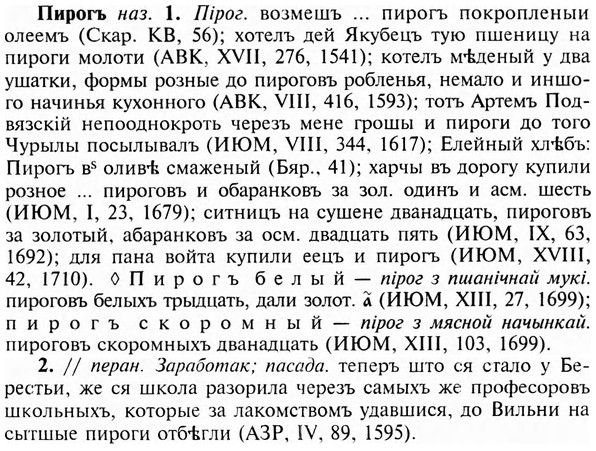 Пирогъ наз. 1. Пірог. возмешъ ... пирогъ покропленыи
олеемъ (Скар. КВ, 56); хотелъ дей Якубецъ тую пшеницу на
пироги молоти (АВК, XVII, 276, 1541); котелъ мѣденый у два
ушатки, формы розные до пироговъ робленья, немало и иншо-
го начинья кухонного (АВК, VIII, 416, 1593); тотъ Артемъ Под-
вязскій непооднокроть черезъ мене грошы и пироги до того
Чурылы посылывалъ (ИЮМ, VIII, 344, 1617); Елейный хлѣбъ:
Пирогъ вѕ оливѣ смаженый (Бяр., 41); харчы въ дорогу купили
розное ... пироговъ и обаранковъ за зол. одинъ и асм. шесть
(ИЮМ, I, 23, 1679); ситницъ на сушене дванадцать, пироговъ
за золотый, абаранковъ за осм. двадцать пять (ИЮМ, IX, 63,
1692); для пана войта купили еецъ и пирогъ (ИЮМ, XVIII,
42, 1710). ◊ Пирогъ белый — пірог з пшанічнай мукі.
пироговъ белыхъ трыдцать, дали золот. а҃ (ИЮМ, XIII, 27, 1699);
пирогъ скоромный — пірог з мясной начынкай.
пироговъ скоромныхъ дванадцать (ИЮМ, XIII, 103, 1699).
2. // перан. Заработак; пасада. теперъ што ся стало у Бе-
рестьи, же ся школа разорила черезъ самыхъ же професоровъ
школьныхъ, которые за лакомствомъ удавшися, до Вильни на
сытшые пироги отбѣгли (АЗР, IV, 89, 1595).